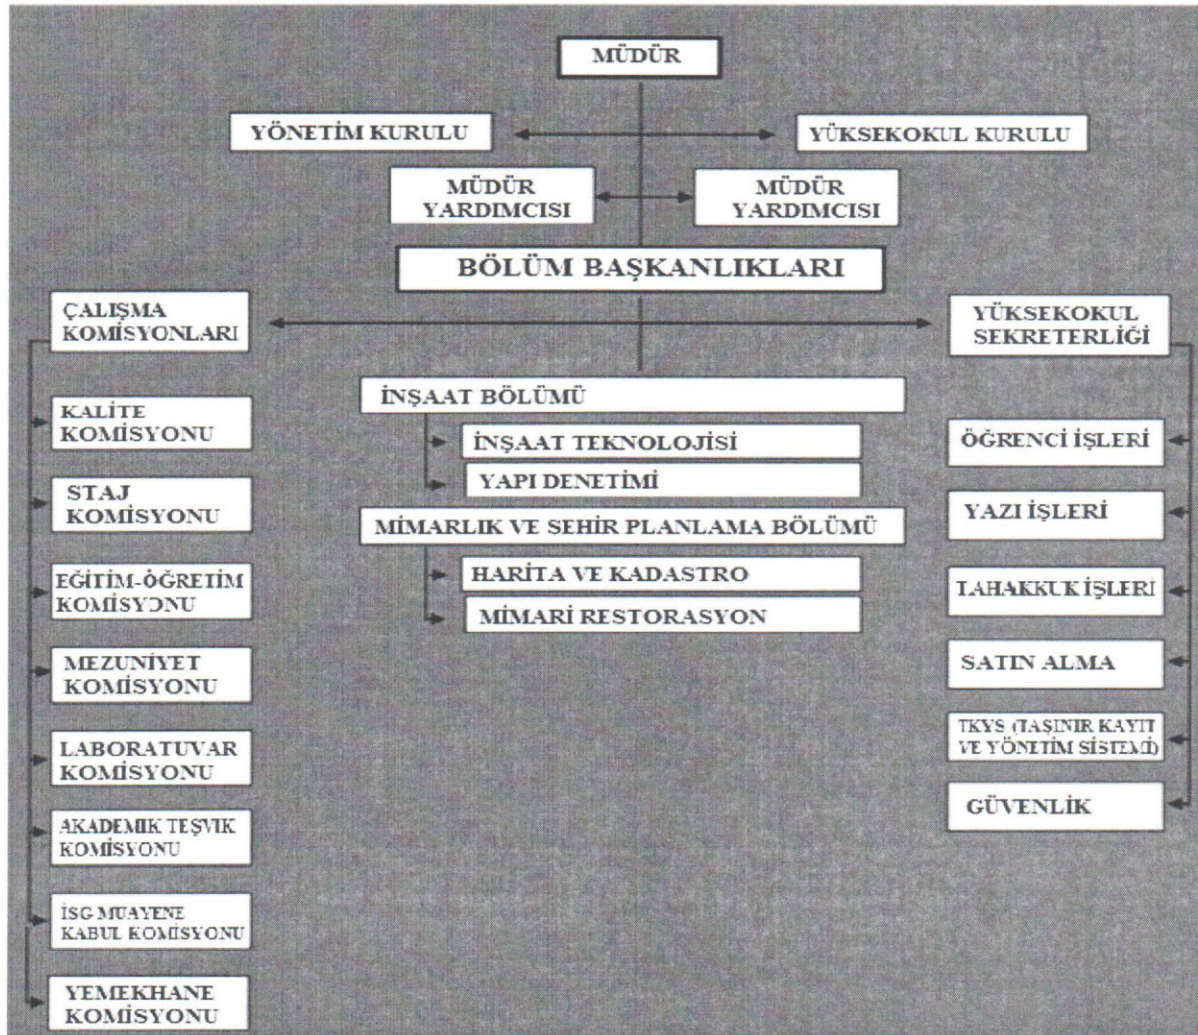 MÜDÜR
YÖNETİM KURULU
YÜKSEKOKUL KURULU
MÜDÜR
YARDIMCISI
MÜDÜR
YARDIMCISI
BÖLÜM BAŞKANLIKLARI
ÇALIŞMA
KOMİSYONLARI
KALİTE
KOMİSYONU
STAJ
KOMİSYONU
EĞİTİM-ÖĞRETİM
KOMİSYONU
MEZUNİYET
KOMİSYONU
LABORATUVAR
KOMİSYONU
AKADEMIK TEŞVIK
KOMİSYONU
İSG MUAYENE
KABUL KOMİSYONU
YEMEKHANE
KOMİSYONU
İNŞAAT BÖLÜMÜ
İNŞAAT TEKNOLOJİSİ
YAPI DENETİMİ
MİMARLIK VE SEHİR PLANLAMA BÖLÜMÜ
HARİTA VE KADASTRO
MİMARİ RESTORASYON
YÜKSEKOKUL
SEKRETERLİĞİ
ÖĞRENCİ İŞLERİ
YAZI İŞLERİ
TAHAKKUK İŞLERİ
SATIN ALMA
TKYS (TAŞINIR KAYIT
VE YÖNETİM SİSTEMİ)
GÜVENLİK